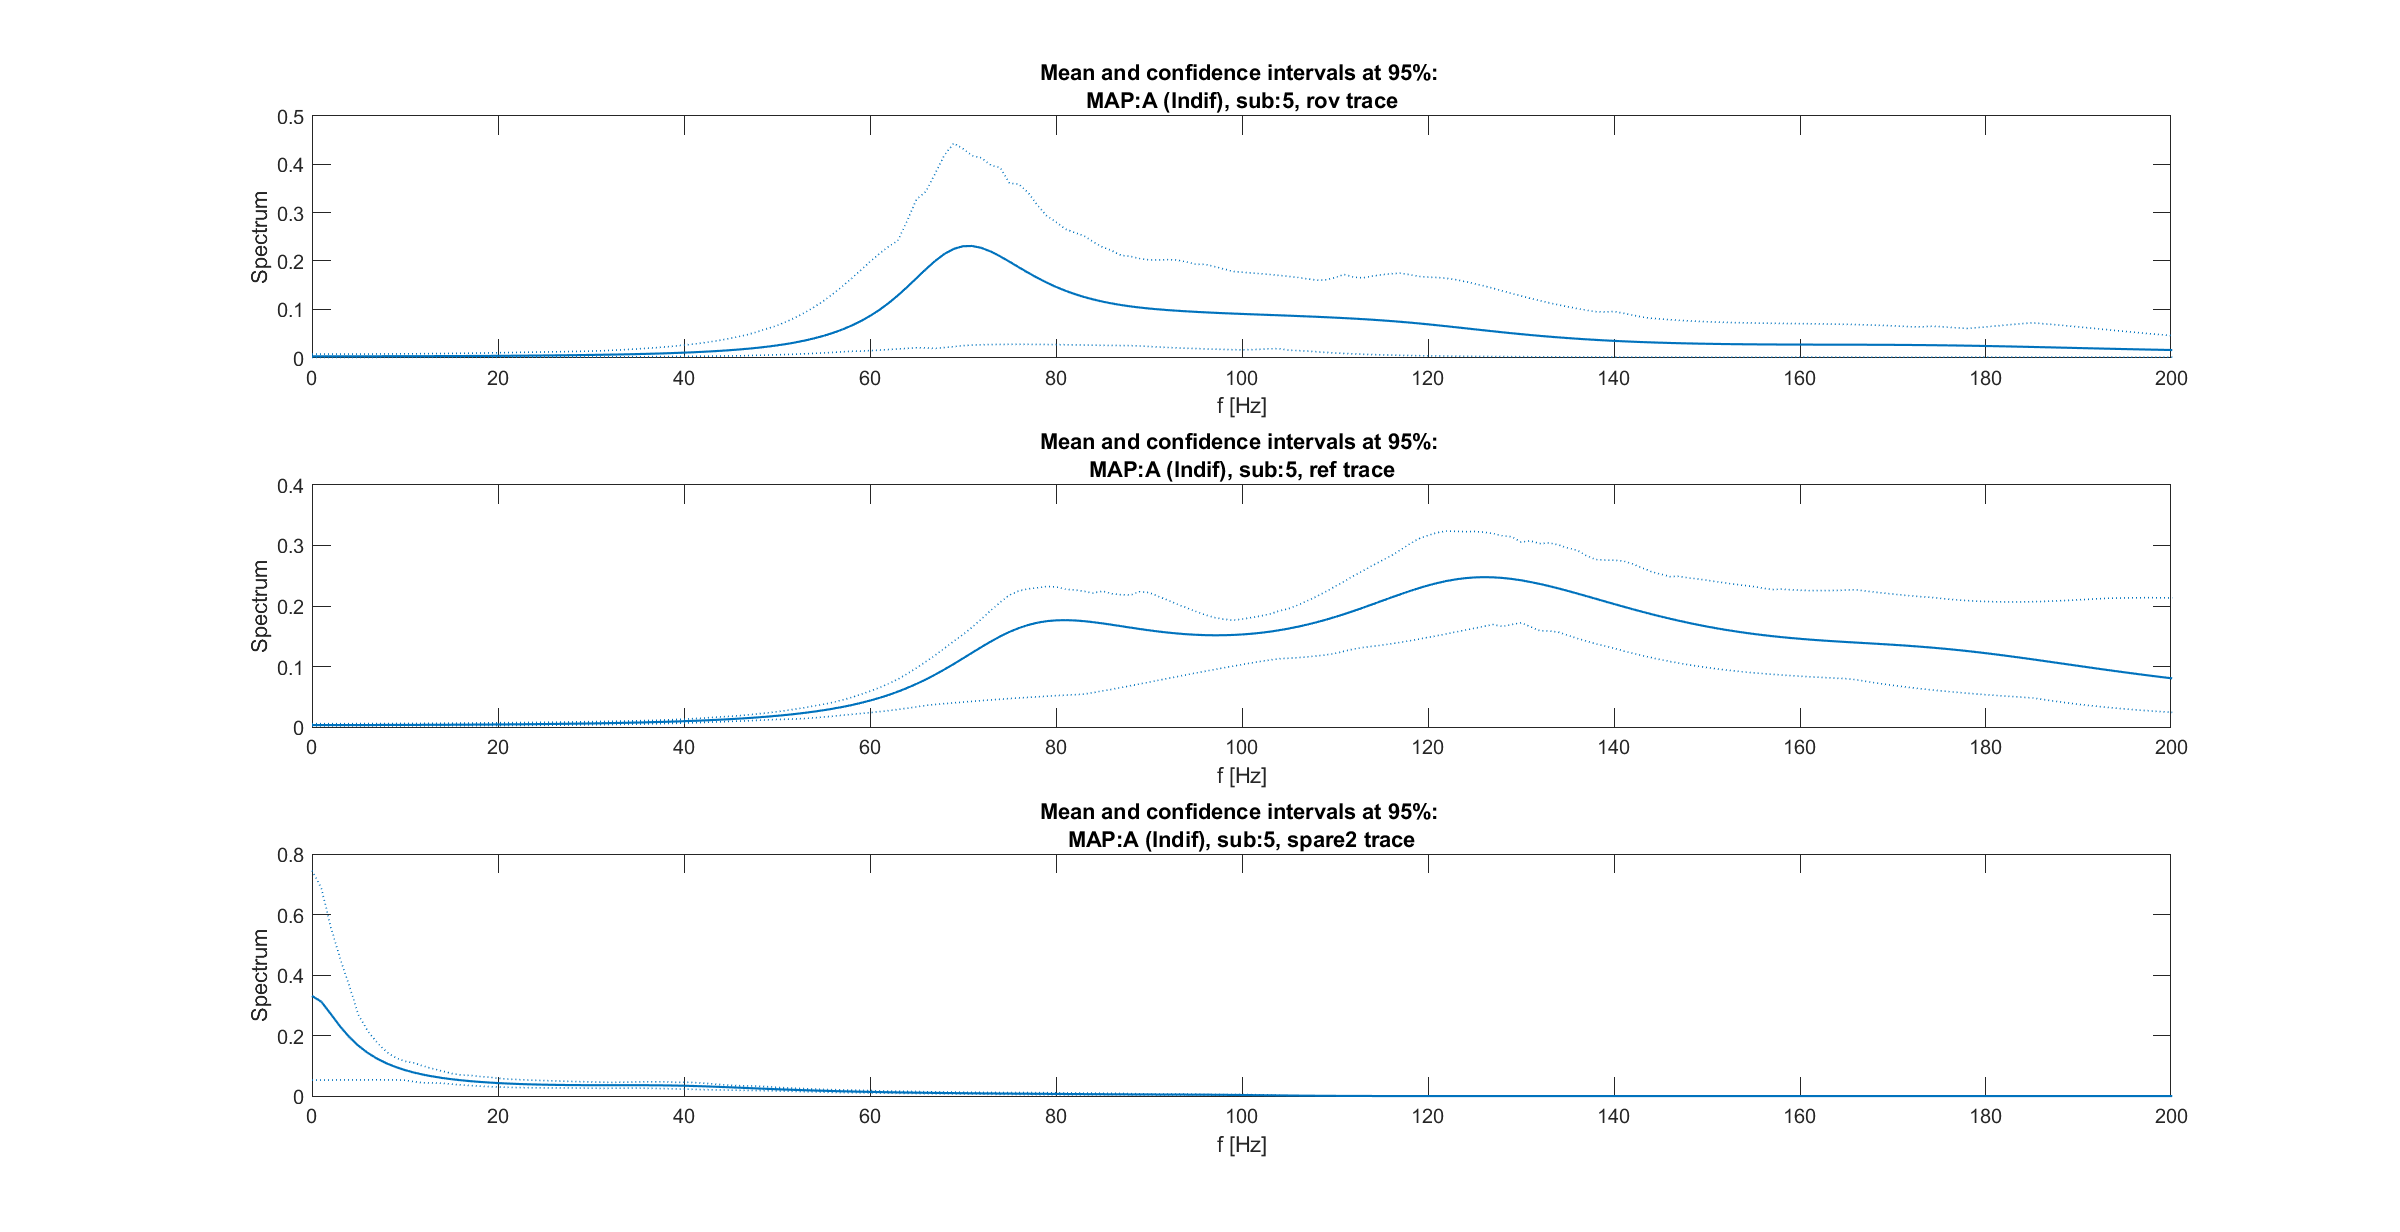 Mean and confidence intervals at 95%:
MAP:A (Indif), sub:5, rov trace
0.5
0.4
0.3
0.2
0.1
0
Spectrum
0 20 40 60 80 100 120 140 160 180 200
f [Hz]
Mean and confidence intervals at 95%:
MAP:A (Indif), sub:5, ref trace
0.4
0.3
0.2
0.1
0
Spectrum
0 20 40 60 80 100 120 140 160 180 200
f [Hz]
Mean and confidence intervals at 95%:
MAP:A (Indif), sub:5, spare2 trace
0.8
0.6
0.4
0.2
0
Spectrum
0 20 40 60 80 100 120 140 160 180 200
f [Hz]